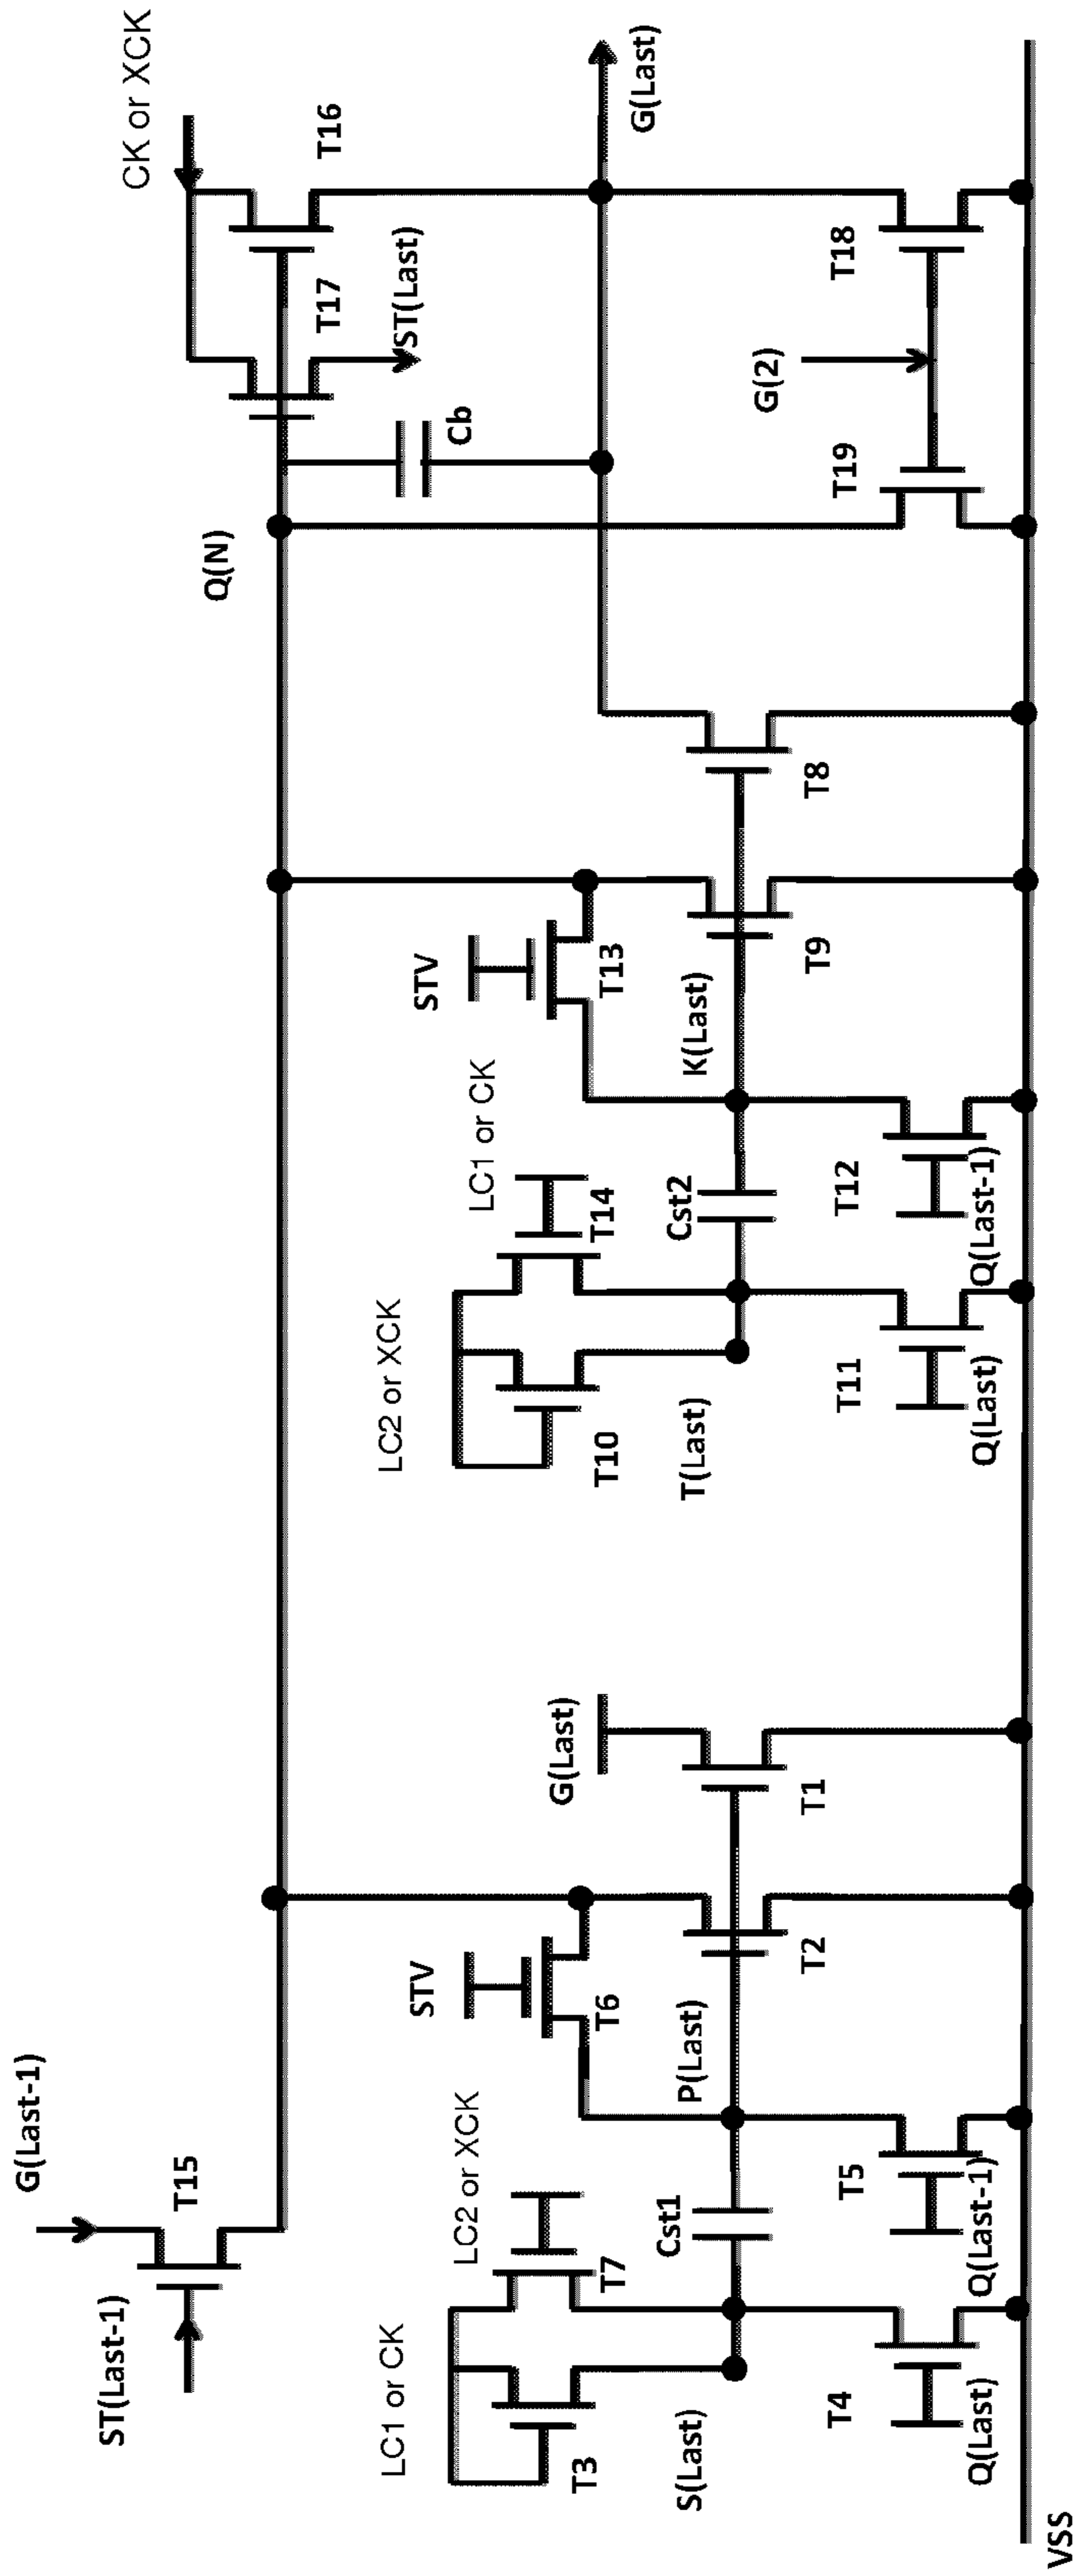 G(Last-1)
ST(Last-1)
T15
Q(N)
CK or XCK
T17
T16
ST(Last)
Cb
G(Last)
LC1 or CK
LC2 or XCK
STV
T3
T7
T6
S(Last)
Cst1
P(Last)
G(Last)
T2
T1
T4
Q(Last)
T5
Q(Last-1)
LC2 or XCK
LC1 or CK
STV
T10
T14
T13
T(Last)
Cst2
K(Last)
T9
T8
T11
Q(Last)
T12
Q(Last-1)
T19
G(2)
T18
VSS